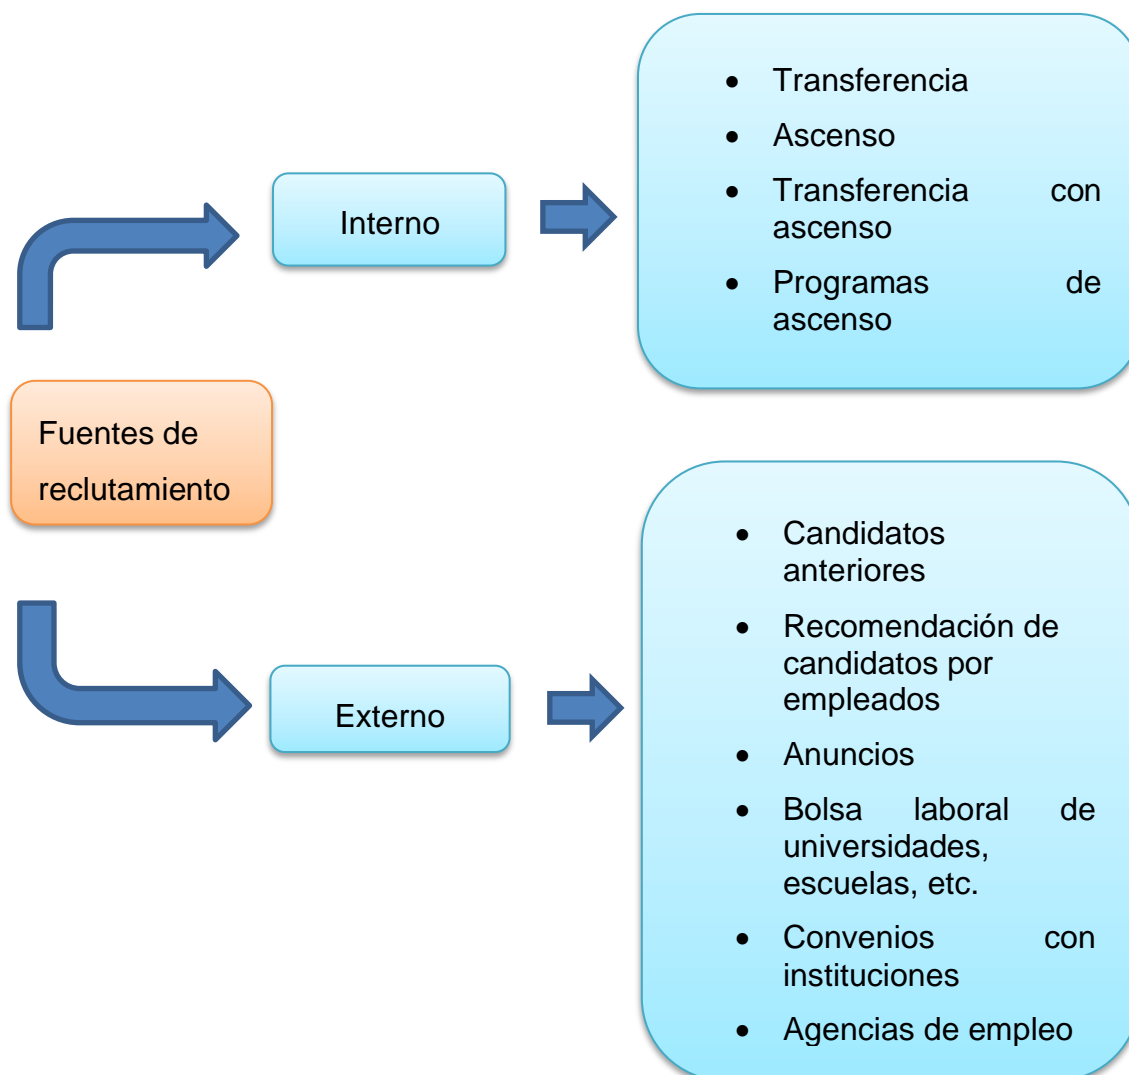 Fuentes de
reclutamiento
Interno
• Transferencia
• Ascenso
• Transferencia con
ascenso
• Programas de
ascenso
Externo
• Candidatos
anteriores
• Recomendación de
candidatos por
empleados
• Anuncios
• Bolsa laboral de
universidades,
escuelas, etc.
• Convenios con
instituciones
• Agencias de empleo